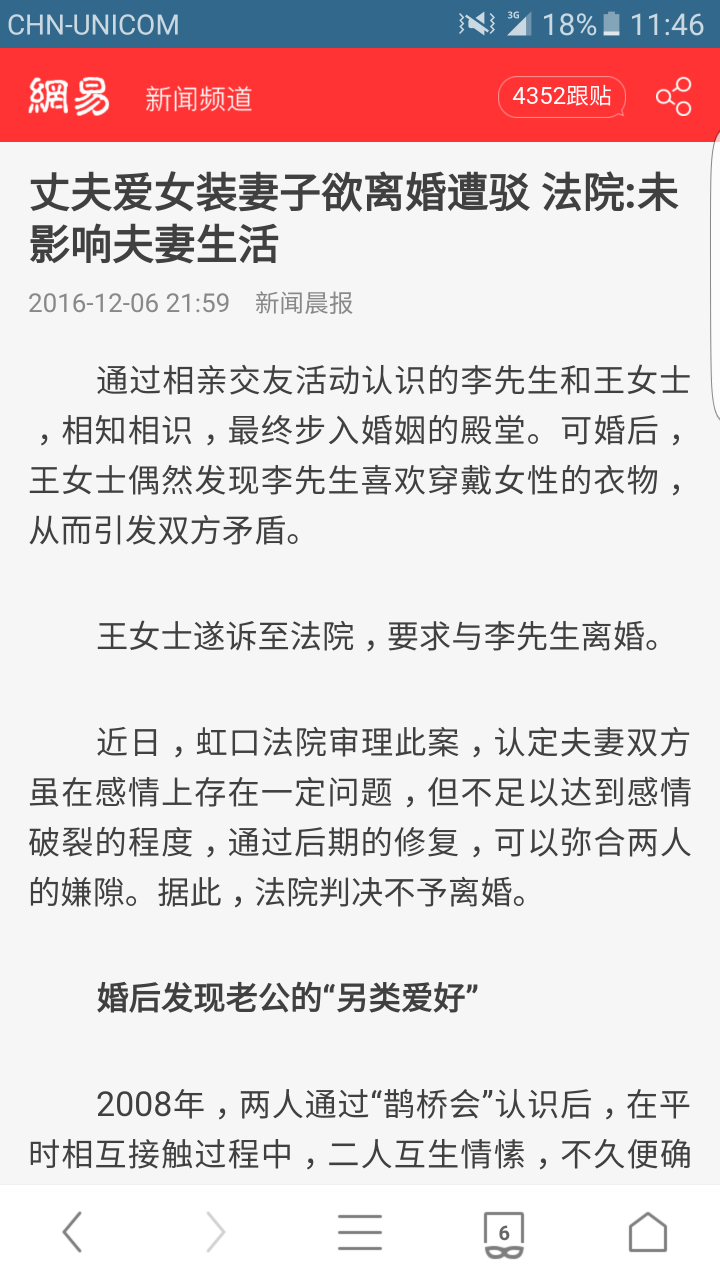 CHN-UNICOM 3G 18% 11:46
網易 新闻频道 4352跟贴
丈夫爱女装妻子欲离婚遭驳 法院:未
影响夫妻生活
2016-12-06 21:59 新闻晨报
通过相亲交友活动认识的李先生和王女士
，相知相识，最终步入婚姻的殿堂。可婚后，
王女士偶然发现李先生喜欢穿戴女性的衣物，
从而引发双方矛盾。
王女士遂诉至法院，要求与李先生离婚。
近日，虹口法院审理此案，认定夫妻双方
虽在感情上存在一定问题，但不足以达到感情
破裂的程度，通过后期的修复，可以弥合两人
的嫌隙。据此，法院判决不予离婚。
婚后发现老公的“另类爱好”
2008年，两人通过“鹊桥会”认识后，在平
时相互接触过程中，二人互生情愫，不久便确
6